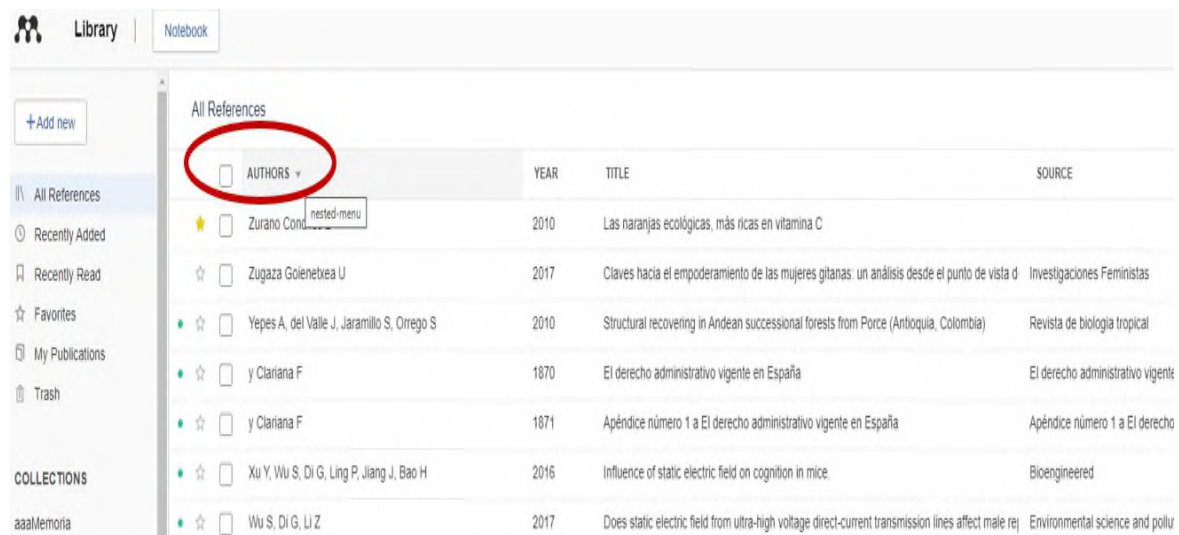 Library Notebook
+Add new
All References
Recently Added
Recently Read
Favorites
My Publications
Trash
COLLECTIONS
aaaMemoria
All References
AUTHORS YEAR TITLE SOURCE
nested-menu
Zurano 2010 Las naranjas ecológicas, más ricas en vitamina C
Zugaza Goienetxea U 2017 Claves hacia el empoderamiento de las mujeres gitanas: un análisis desde el punto de vista d Investigaciones Feministas
Yepes A, del Valle J, Jaramillo S, Orrego S 2010 Structural recovering in Andean successional forests from Porce (Antioquia, Colombia) Revista de biologia tropical
y Clariana F 1870 El derecho administrativo vigente en España El derecho administrativo vigente
y Clariana F 1871 Apéndice número 1 a El derecho administrativo vigente en España Apéndice número 1 a El derecho
Xu Y, Wu S, Di G, Ling P, Jiang J, Bao H 2016 Influence of static electric field on cognition in mice. Bioengineered
Wu S, Di G, Li Z 2017 Does static electric field from ultra-high voltage direct-current transmission lines affect male re Environmental science and pollu